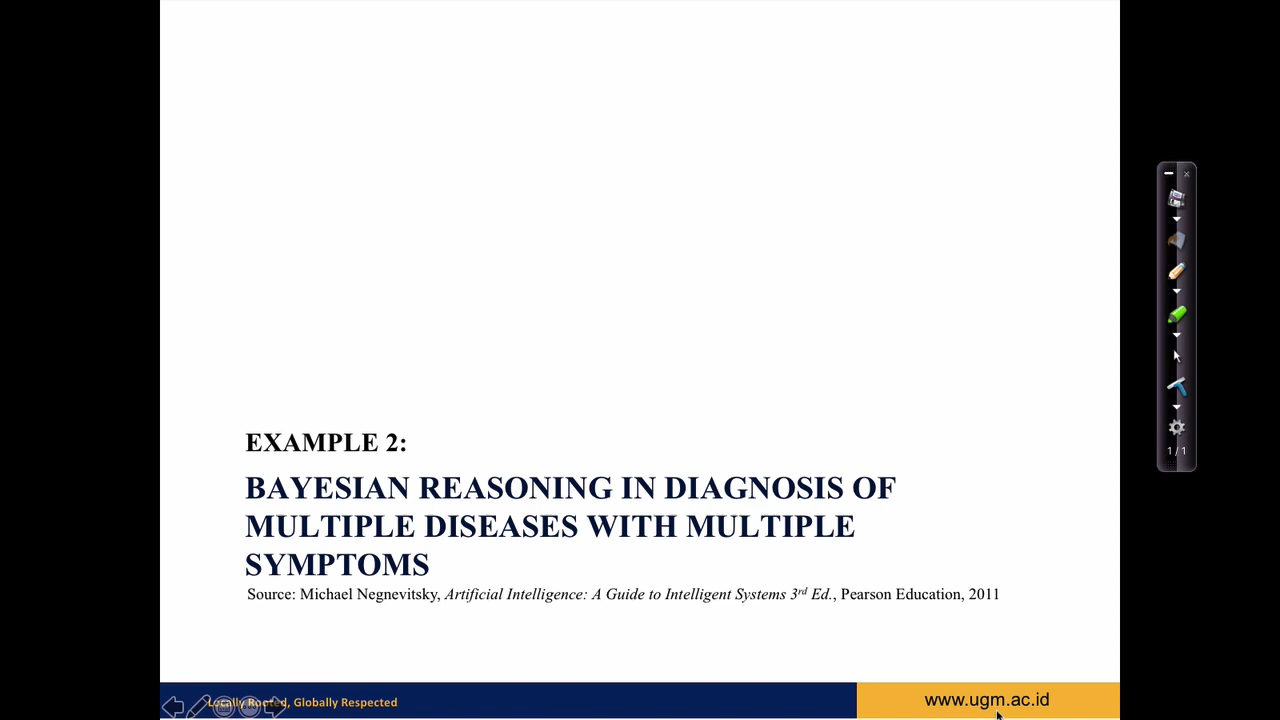 EXAMPLE 2:
BAYESIAN REASONING IN DIAGNOSIS OF
MULTIPLE DISEASES WITH MULTIPLE
SYMPTOMS
Source: Michael Negnevitsky, Artificial Intelligence: A Guide to Intelligent Systems 3rd Ed., Pearson Education, 2011
1 / 1
Locally Rooted, Globally Respected
www.ugm.ac.id